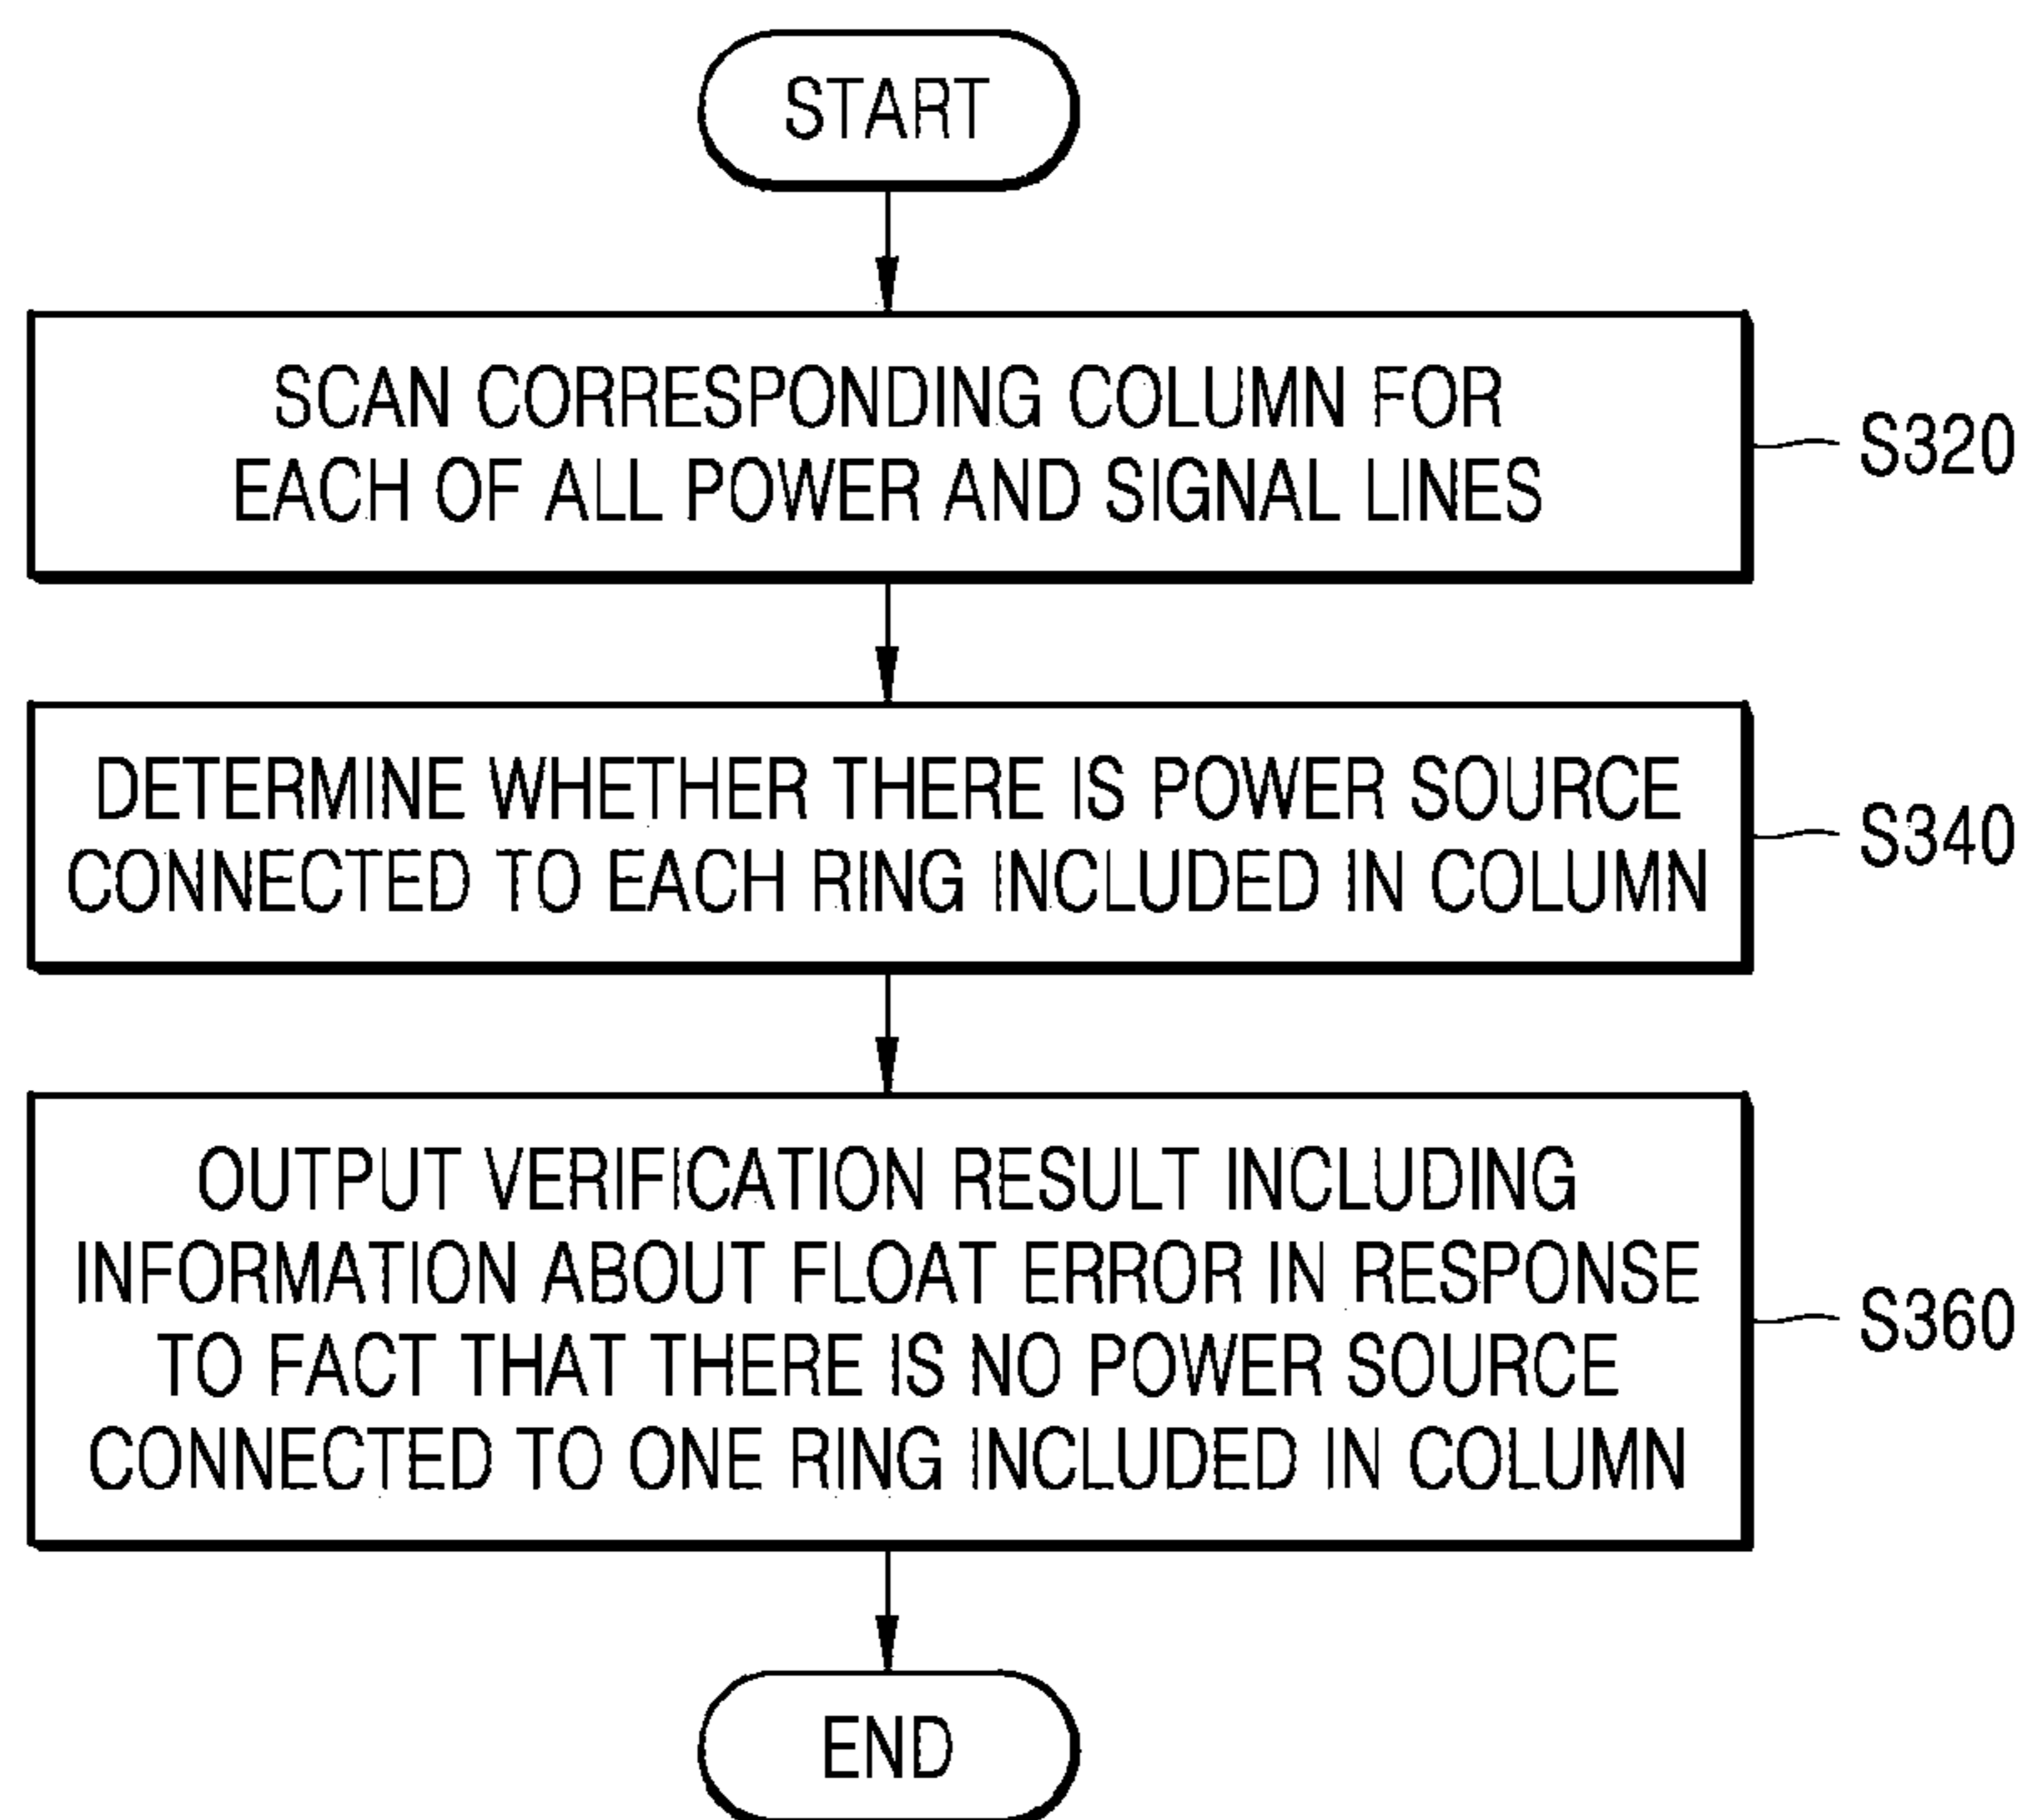 START
SCAN CORRESPONDING COLUMN FOR
EACH OF ALL POWER AND SIGNAL LINES
S320
DETERMINE WHETHER THERE IS POWER SOURCE
CONNECTED TO EACH RING INCLUDED IN COLUMN
S340
OUTPUT VERIFICATION RESULT INCLUDING
INFORMATION ABOUT FLOAT ERROR IN RESPONSE
TO FACT THAT THERE IS NO POWER SOURCE
CONNECTED TO ONE RING INCLUDED IN COLUMN
S360
END